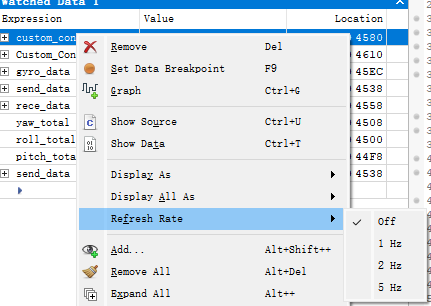 Watched Data 1
Expression Value Location
custom_con 4580
Custom_Con 4610
gyro_data 45EC
send_data 4538
rece_data 4558
yaw_total 4508
roll_total 4500
pitch_tota 44F8
send_data 4538
Remove Del
Set Data Breakpoint F9
Graph Ctrl+G
Show Source Ctrl+U
Show Data Ctrl+T
Display As
Display All As
Refresh Rate
Off
1 Hz
2 Hz
5 Hz
Add... Alt+Shift++
Remove All Alt+Del
Expand All Alt++